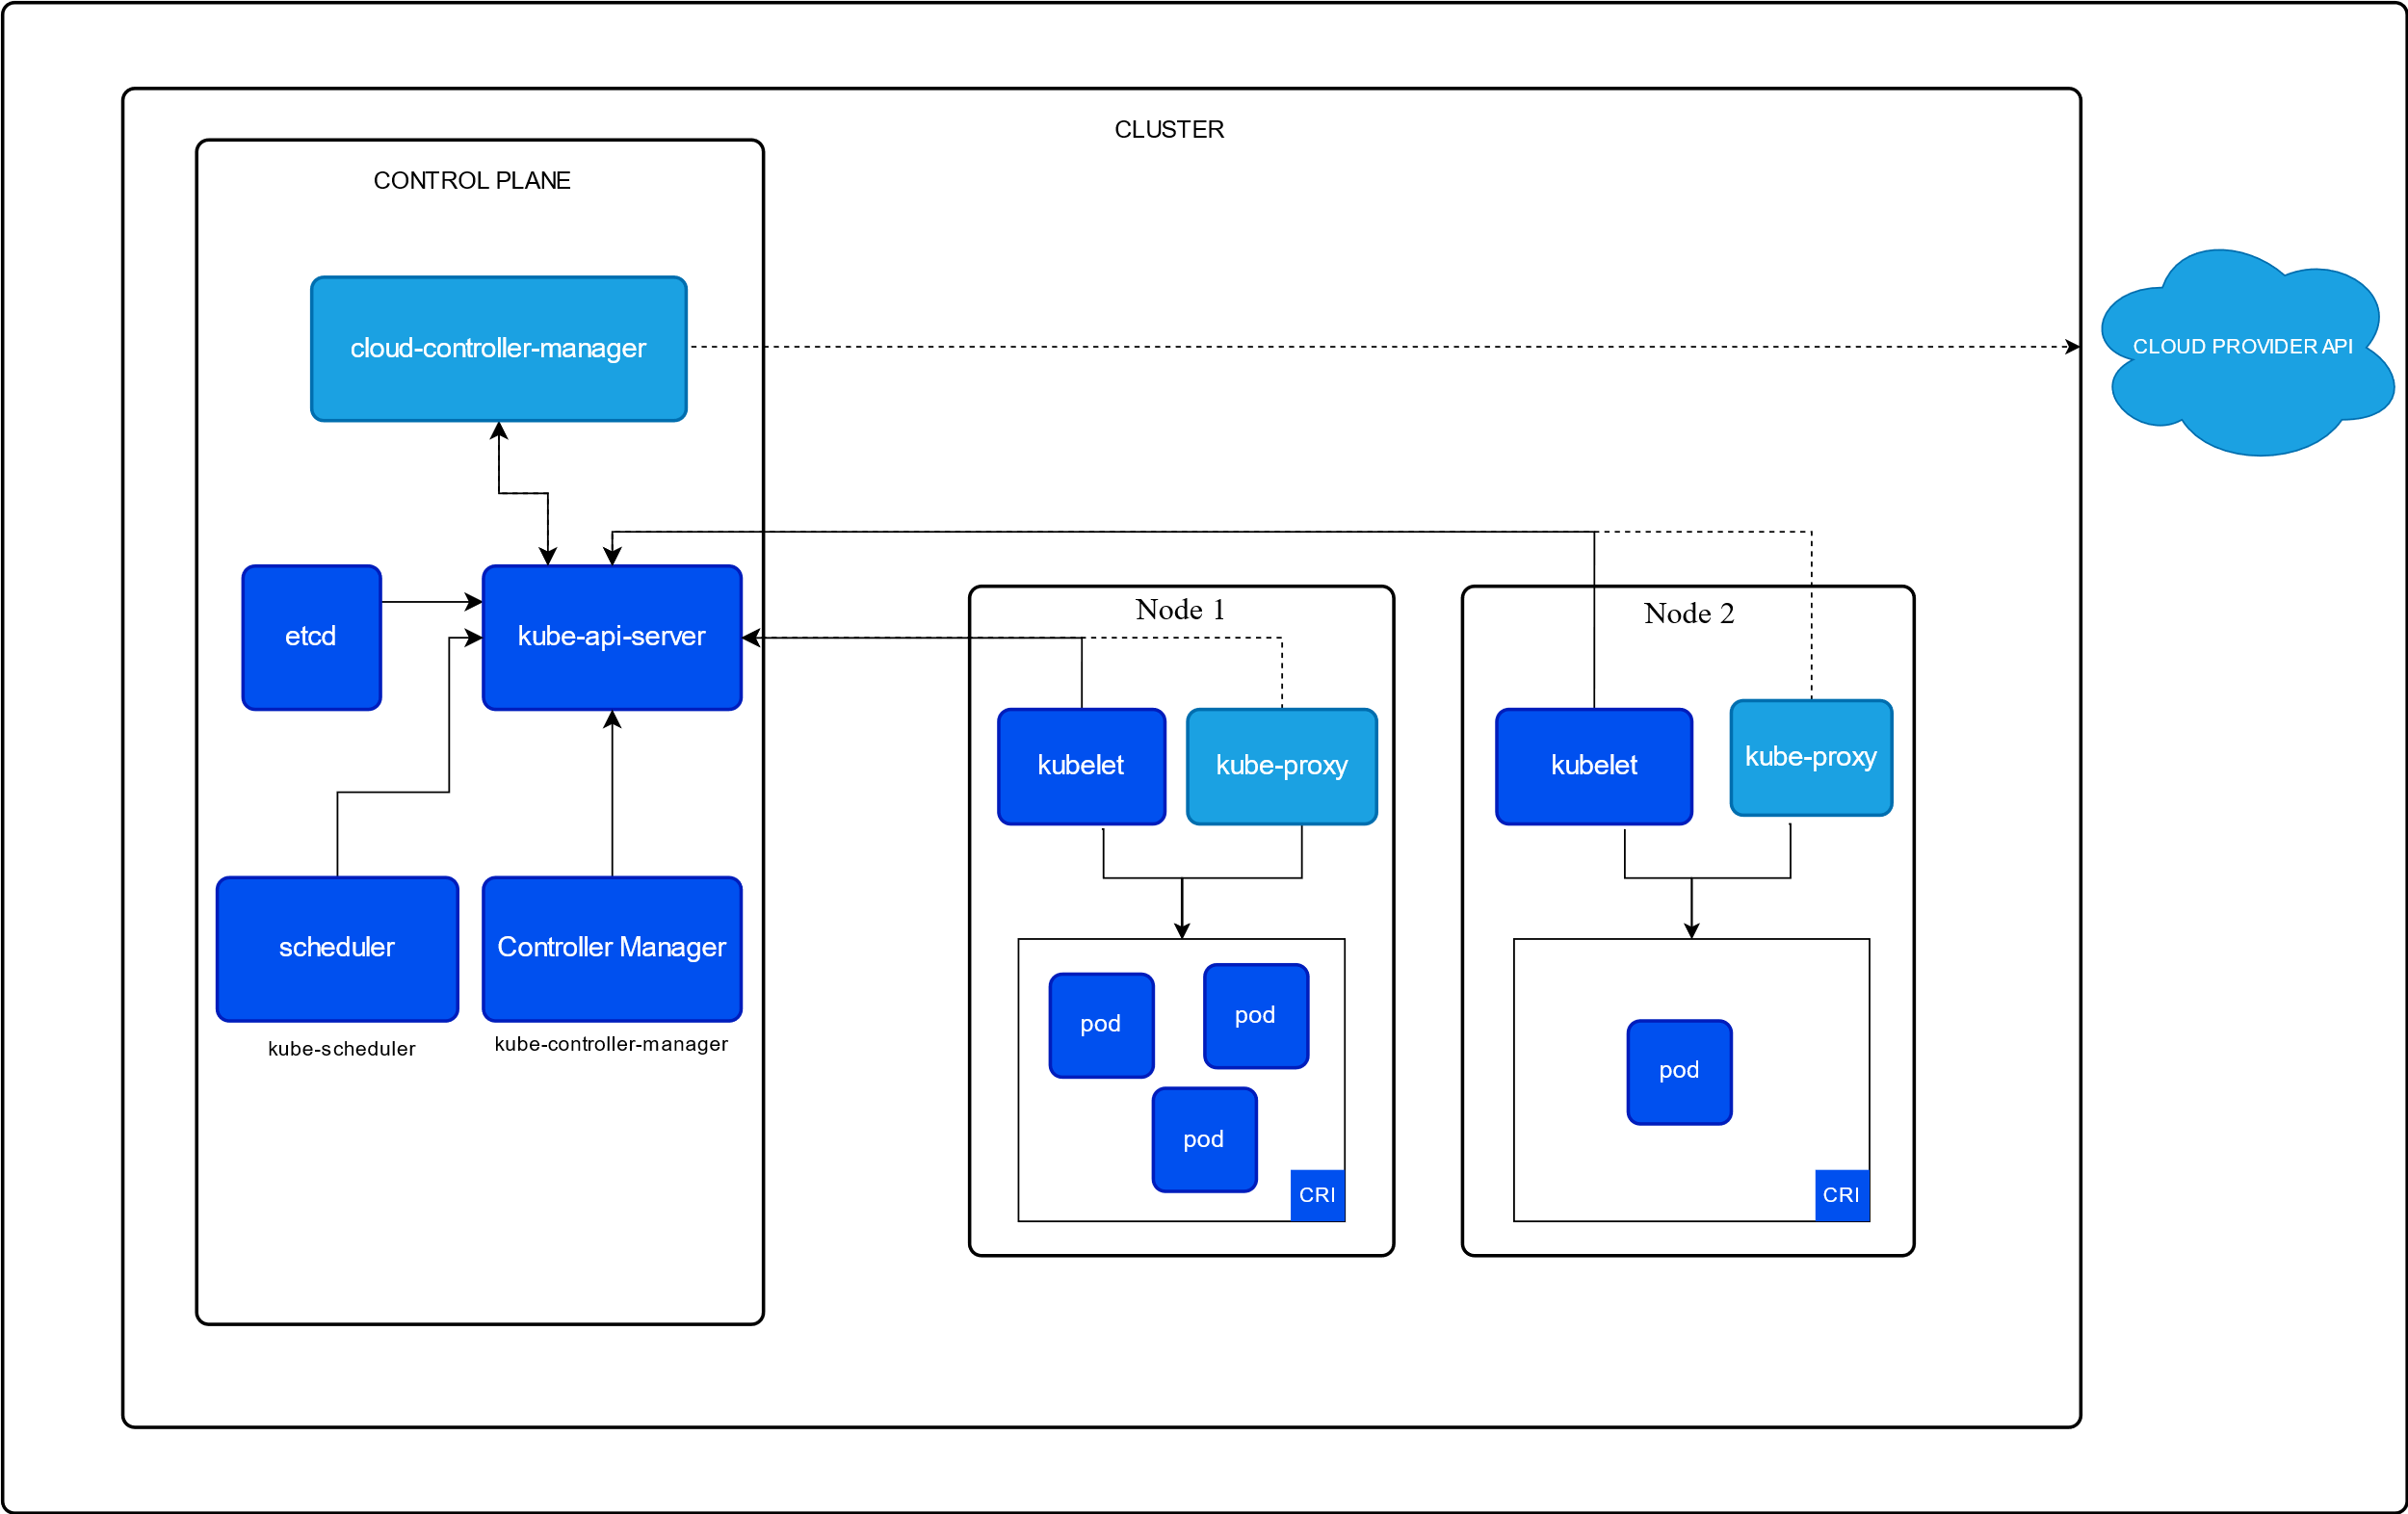 CLUSTER
CONTROL PLANE
cloud-controller-manager
CLOUD PROVIDER API
etcd
kube-api-server
scheduler
Controller Manager
kube-scheduler
kube-controller-manager
Node 1
kubelet
kube-proxy
pod
pod
pod
CRI
Node 2
kubelet
kube-proxy
pod
CRI